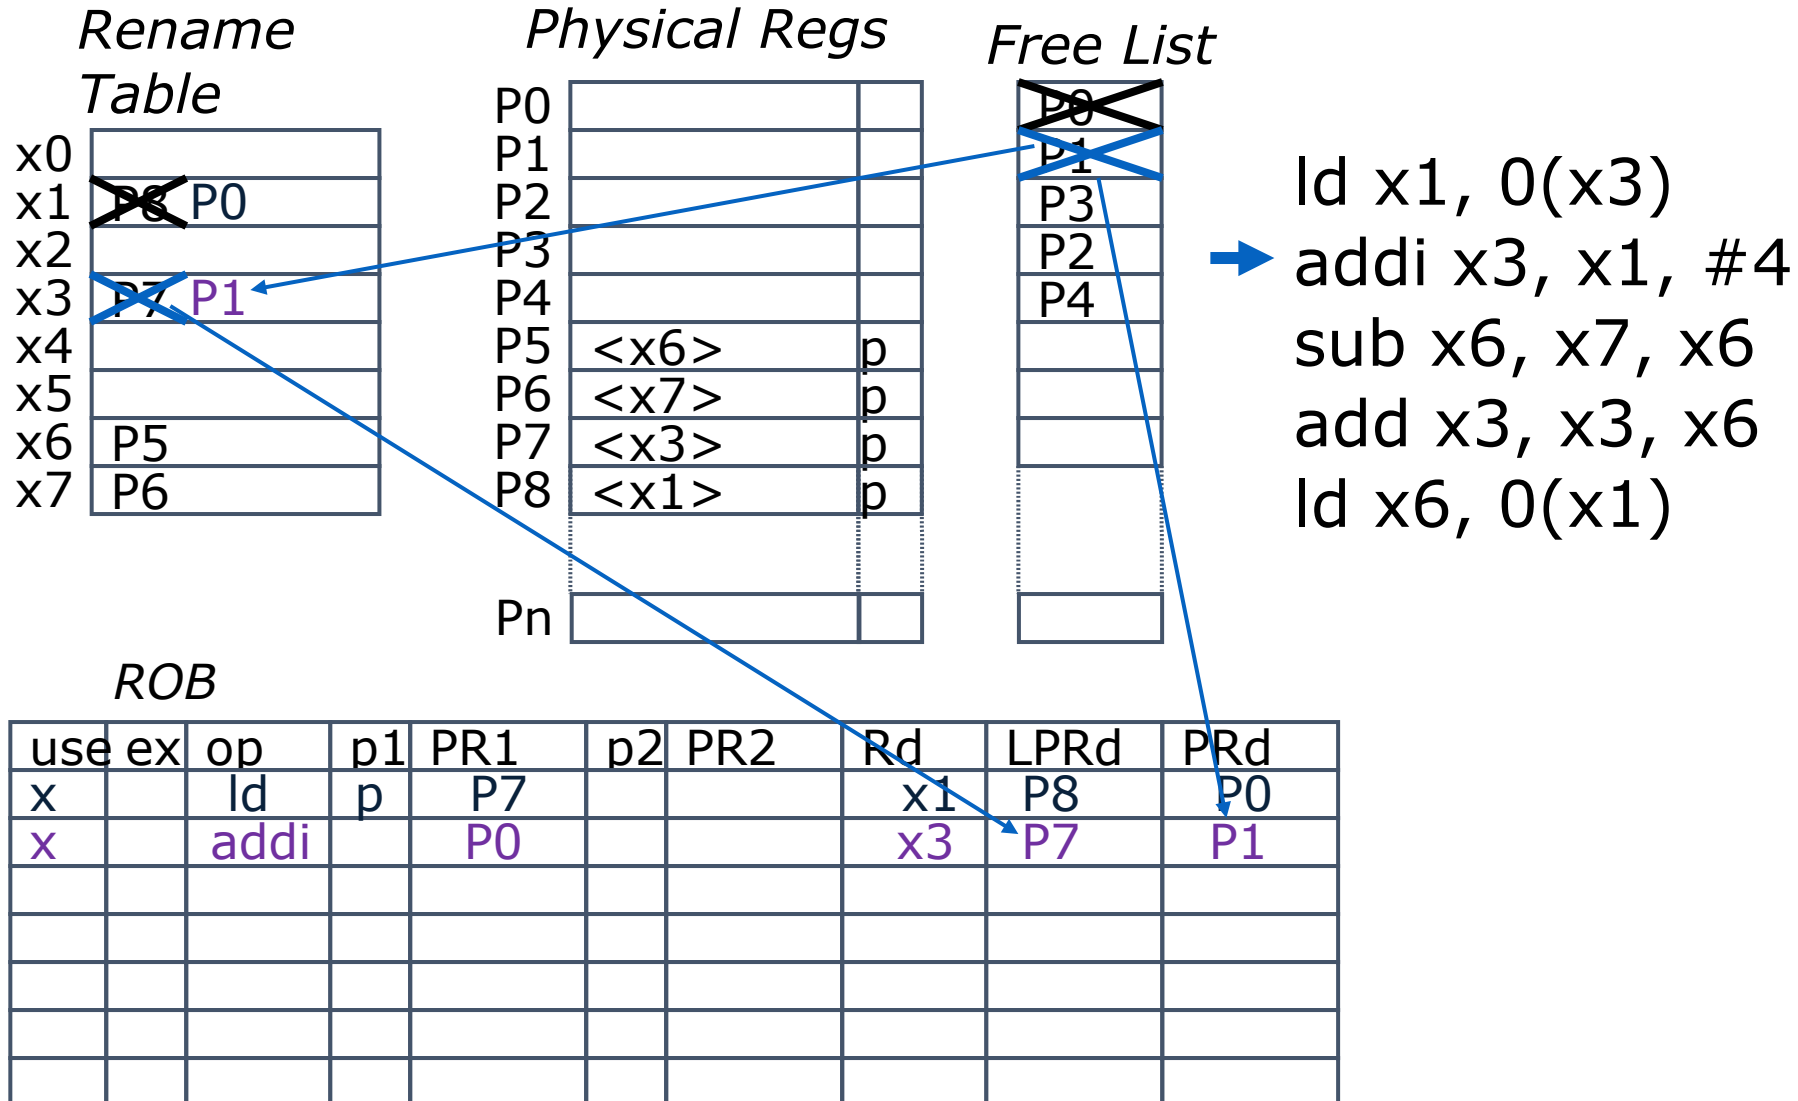 Rename
Table
x0
x1 P8 P0
x2
x3 P7 P1
x4
x5
x6 P5
x7 P6
Physical Regs
P0
P1
P2
P3
P4
P5 <x6> p
P6 <x7> p
P7 <x3> p
P8 <x1> p
Pn
Free List
P0
P1
P3
P2
P4
ld x1, 0(x3)
addi x3, x1, #4
sub x6, x7, x6
add x3, x3, x6
ld x6, 0(x1)
ROB
use ex op p1 PR1 p2 PR2 Rd LPRd PRd
x ld p P7 x1 P8 P0
x addi P0 x3 P7 P1